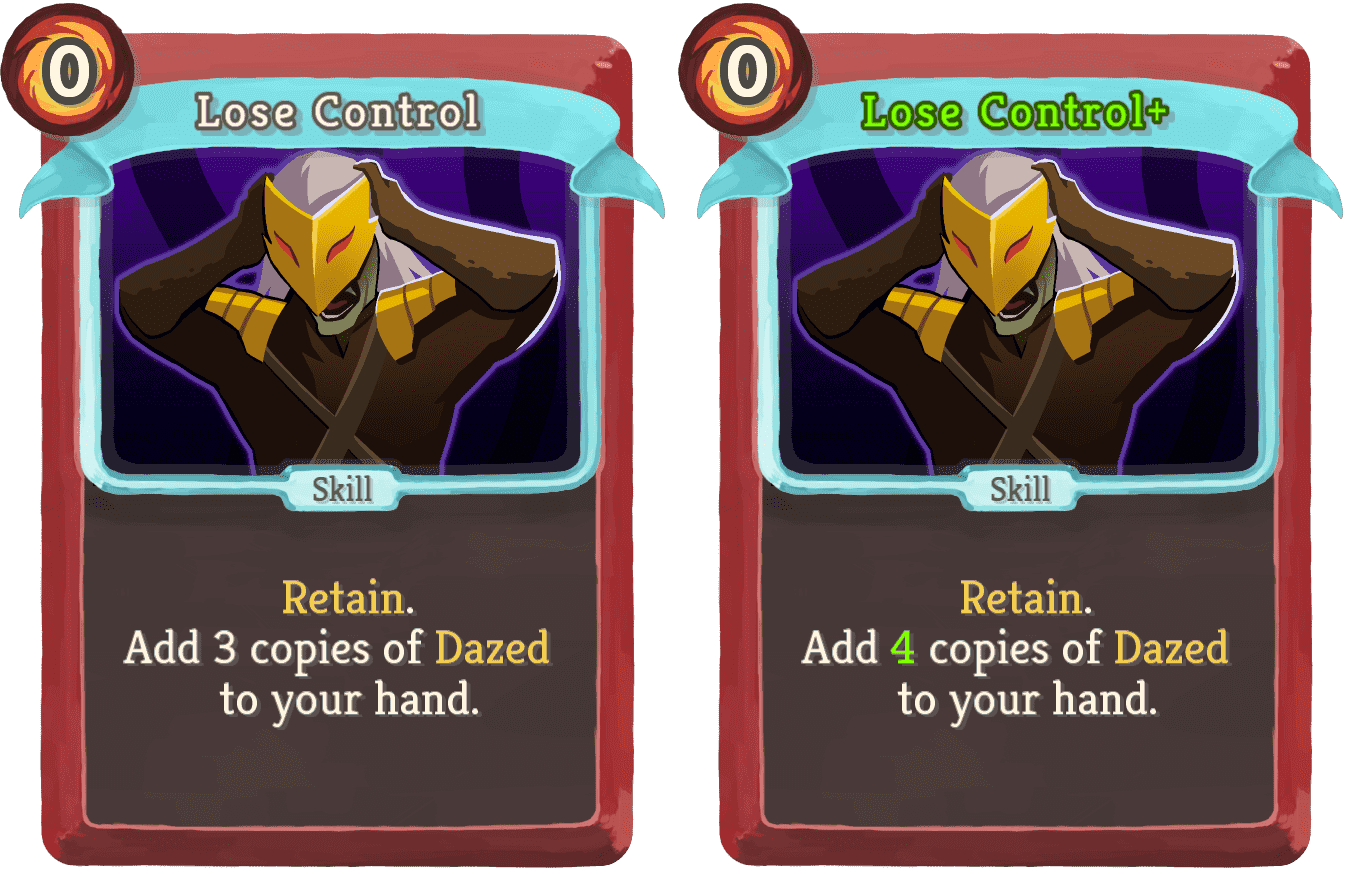 0
Lose Control
Skill
Retain.
Add 3 copies of Dazed
to your hand.
0
Lose Control+
Skill
Retain.
Add 4 copies of Dazed
to your hand.